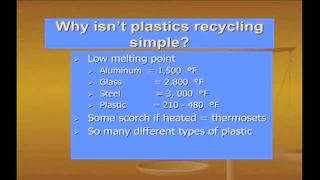 Why isn't plastics recycling
simple?
Low melting point
Aluminum = 1,500 °F
Glass = 2,800 °F
Steel = 3, 000 °F
Plastic = 210 - 480 °F
Some scorch if heated = thermosets
So many different types of plastic